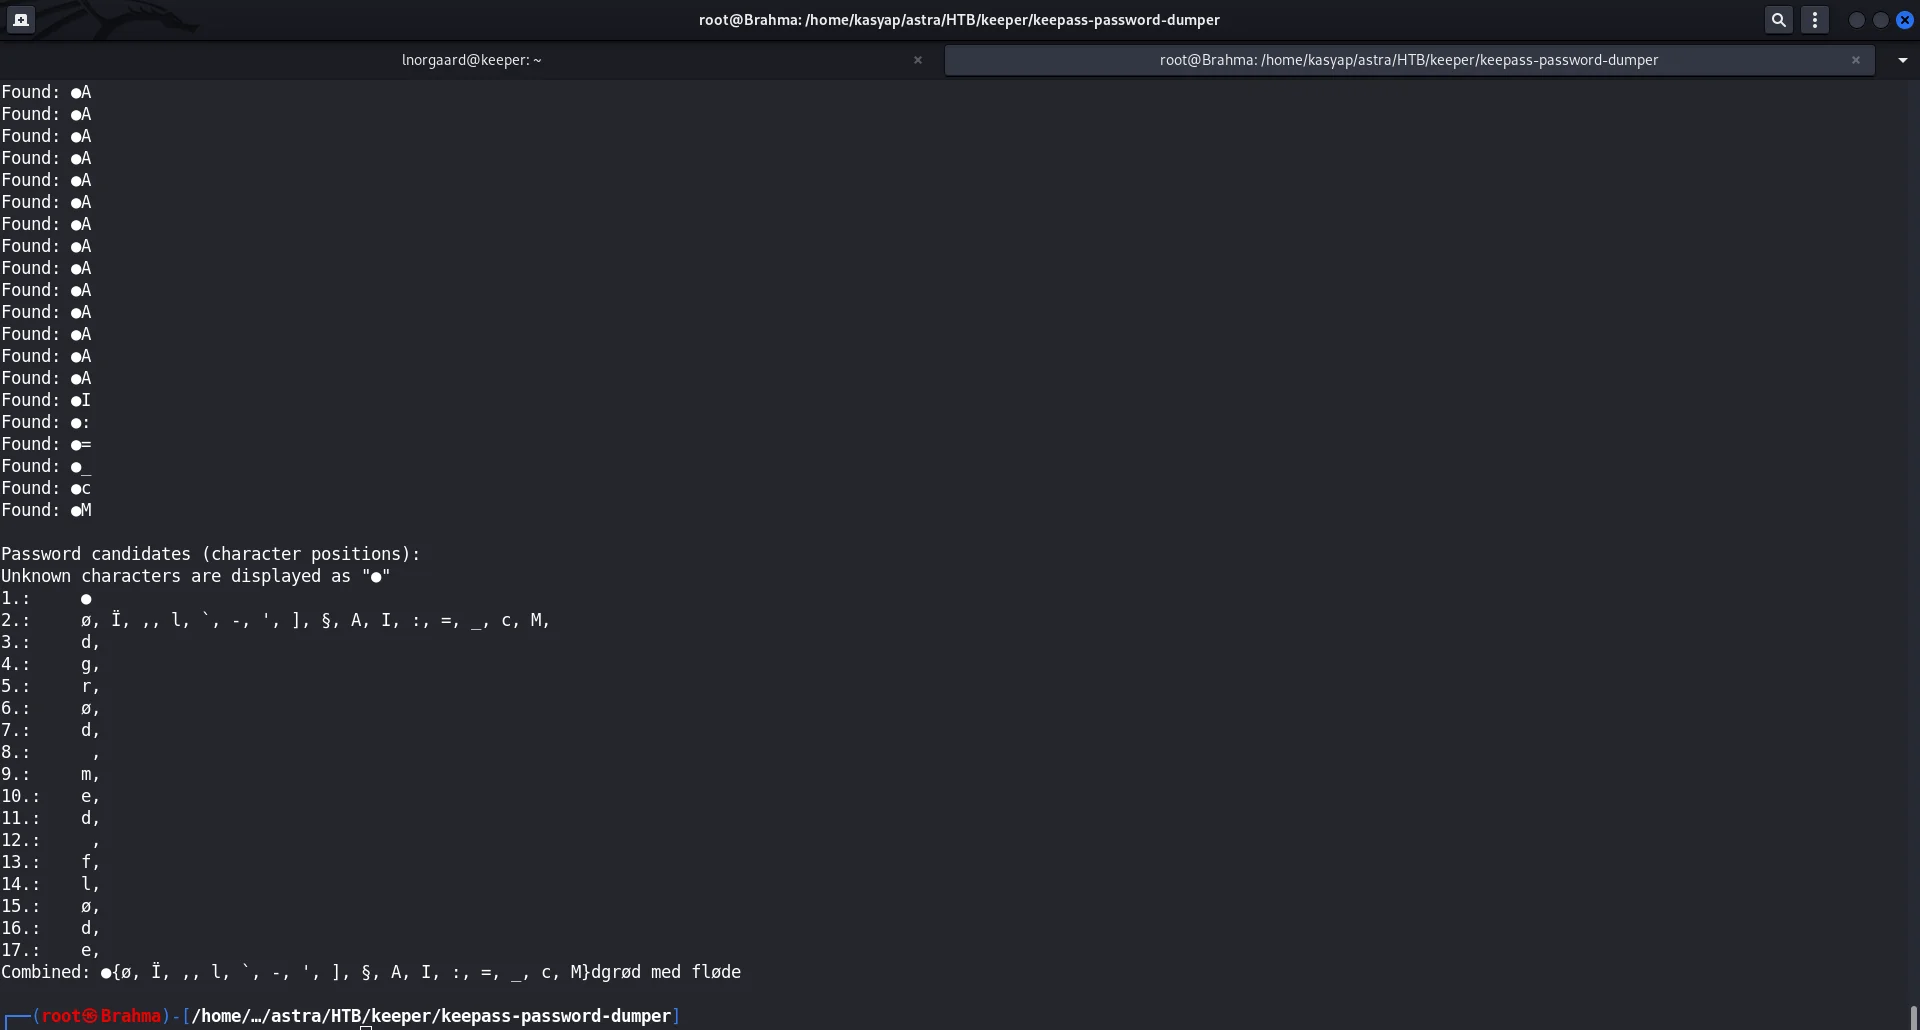 root@Brahma: /home/kasyap/astra/HTB/keeper/keepass-password-dumper
lnorgaard@keeper: ~
root@Brahma: /home/kasyap/astra/HTB/keeper/keepass-password-dumper
Found: ●A
Found: ●A
Found: ●A
Found: ●A
Found: ●A
Found: ●A
Found: ●A
Found: ●A
Found: ●A
Found: ●A
Found: ●A
Found: ●A
Found: ●A
Found: ●A
Found: ●I
Found: ●:
Found: ●=
Found: ●_
Found: ●c
Found: ●M
Password candidates (character positions):
Unknown characters are displayed as "●"
1.: ●
2.: ø, Ï, ,, l, `, -, ', ], §, A, I, :, =, _, c, M,
3.: d,
4.: g,
5.: r,
6.: ø,
7.: d,
8.:  ,
9.: m,
10.: e,
11.: d,
12.:  ,
13.: f,
14.: l,
15.: ø,
16.: d,
17.: e,
Combined: ●{ø, Ï, ,, l, `, -, ', ], §, A, I, :, =, _, c, M}dgrød med fløde
┌──(root㉿Brahma)-[/home/…/astra/HTB/keeper/keepass-password-dumper]